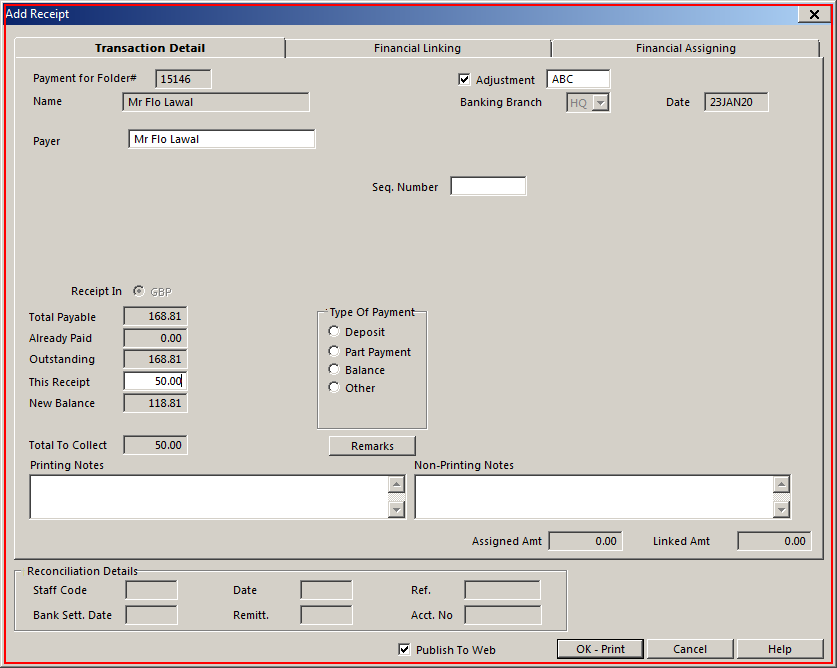 Add Receipt
Transaction Detail Financial Linking Financial Assigning
Payment for Folder# 15146 Adjustment ABC
Name Mr Flo Lawal Banking Branch HQ Date 23JAN20
Payer Mr Flo Lawal
Seq. Number
Receipt In GBP
Total Payable 168.81 Type Of Payment
Already Paid 0.00 Deposit
Outstanding 168.81 Part Payment
This Receipt 50.00 Balance
New Balance 118.81 Other
Total To Collect 50.00 Remarks
Printing Notes Non-Printing Notes
Assigned Amt 0.00 Linked Amt 0.00
Reconciliation Details
Staff Code Date Ref.
Bank Sett. Date Remitt. Acct. No
Publish To Web OK - Print Cancel Help